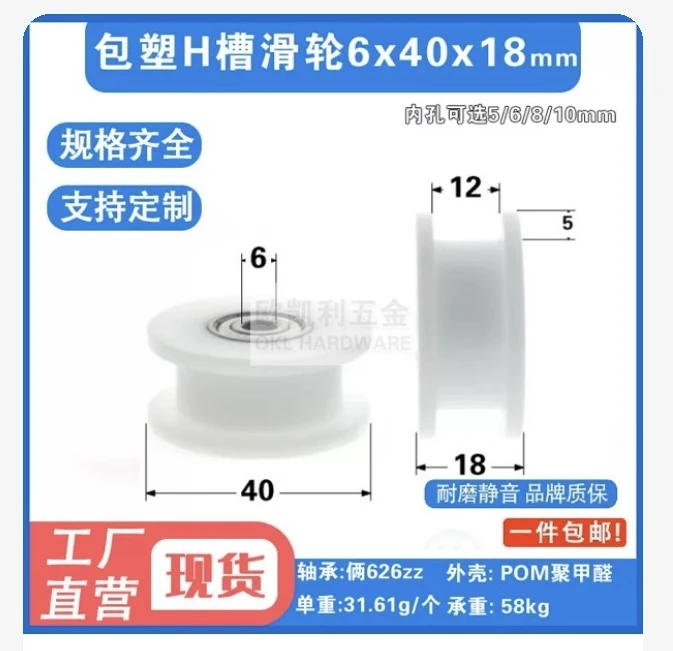 包塑H槽滑轮6x40x18mm
内孔可选5/6/8/10mm
规格齐全
支持定制
12
5
6
欧凯利五金
OKL HARDWARE
18
40
耐磨静音 品牌质保
一件包邮!
工厂
直营
现货
轴承:俩626zz 外壳: POM聚甲醛
单重:31.61g/个 承重: 58kg